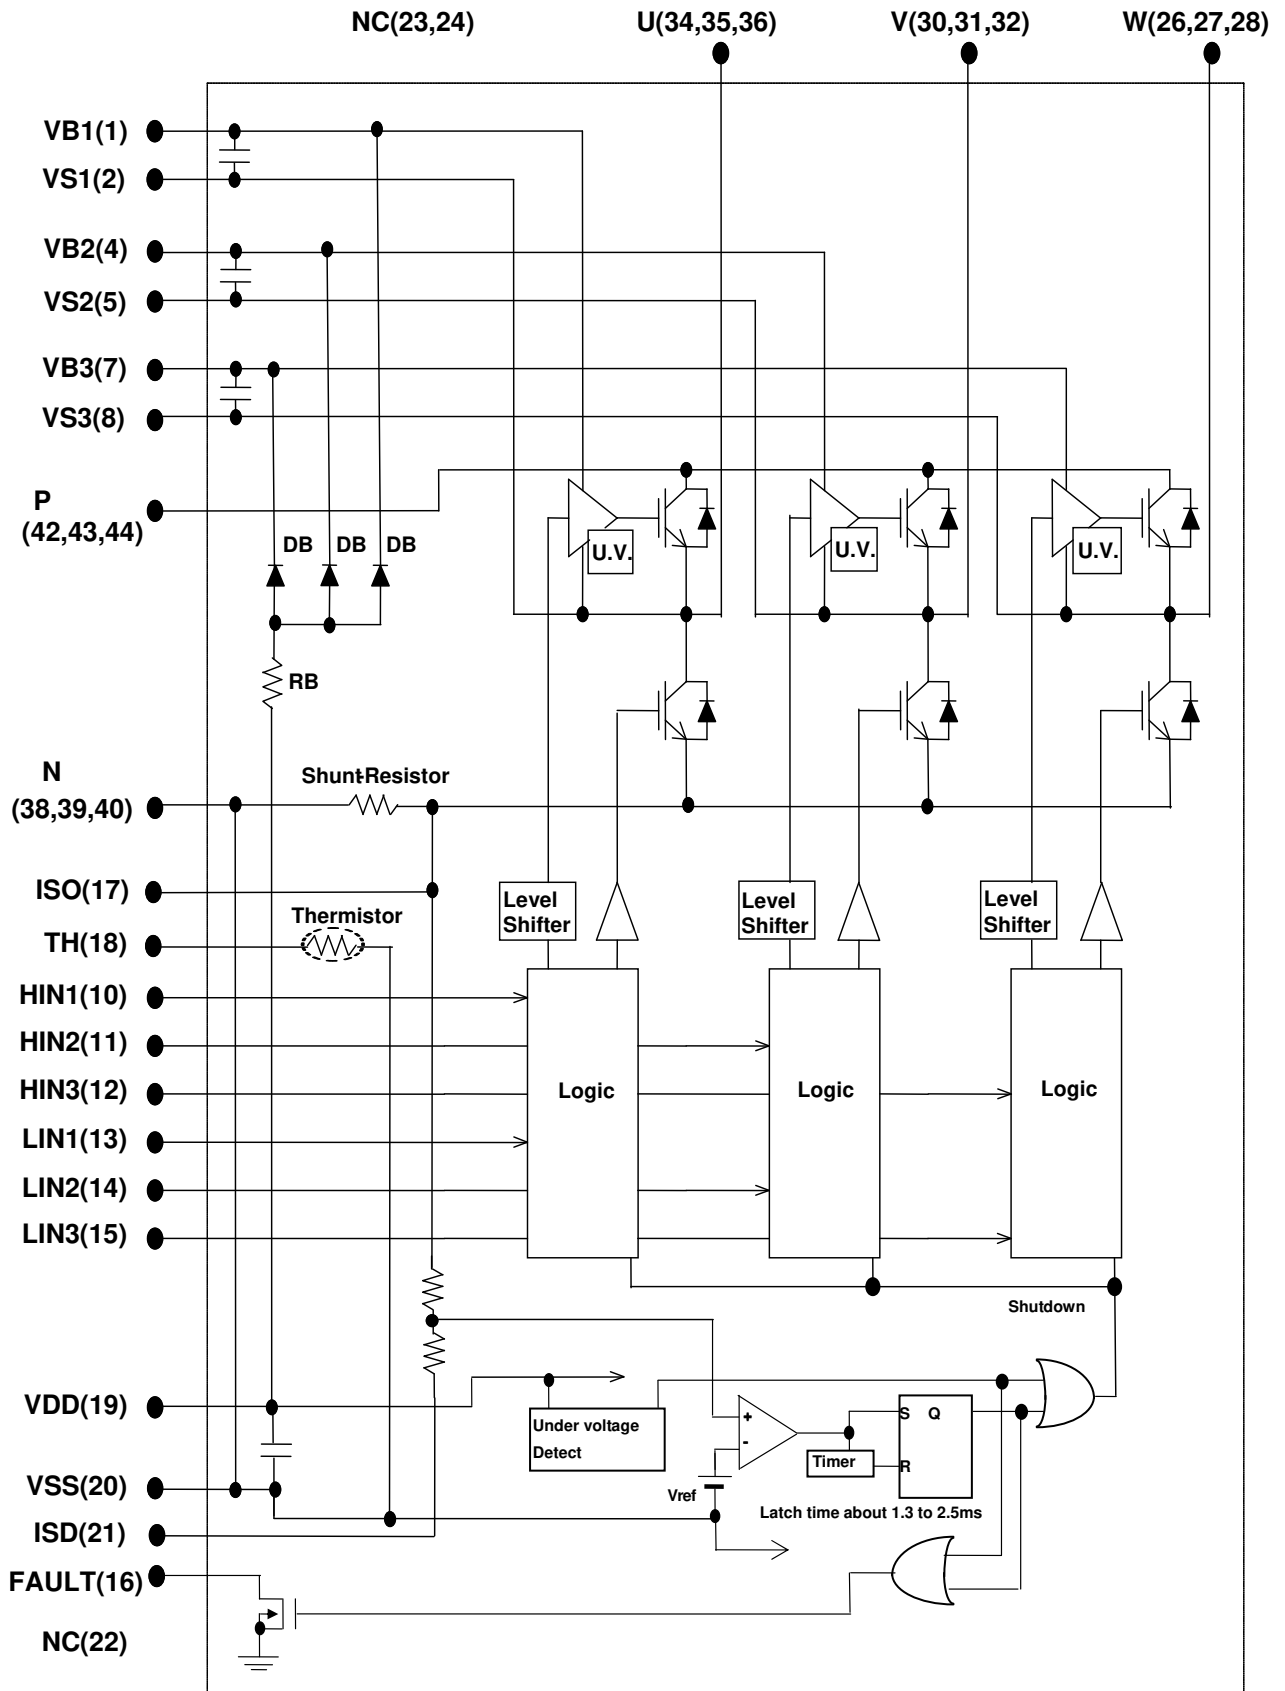 NC(23,24)
U(34,35,36)
V(30,31,32)
W(26,27,28)
VB1(1)
VS1(2)
VB2(4)
VS2(5)
VB3(7)
VS3(8)
P
(42,43,44)
U.V.
U.V.
U.V.
DB
DB
DB
RB
N
(38,39,40)
Shunt-Resistor
ISO(17)
Level
Shifter
Level
Shifter
Level
Shifter
Thermistor
TH(18)
HIN1(10)
HIN2(11)
HIN3(12)
Logic
Logic
Logic
LIN1(13)
LIN2(14)
LIN3(15)
Shutdown
VDD(19)
Under voltage
Detect
+
-
S Q
R
Timer
Vref
Latch time about 1.3 to 2.5ms
VSS(20)
ISD(21)
FAULT(16)
NC(22)